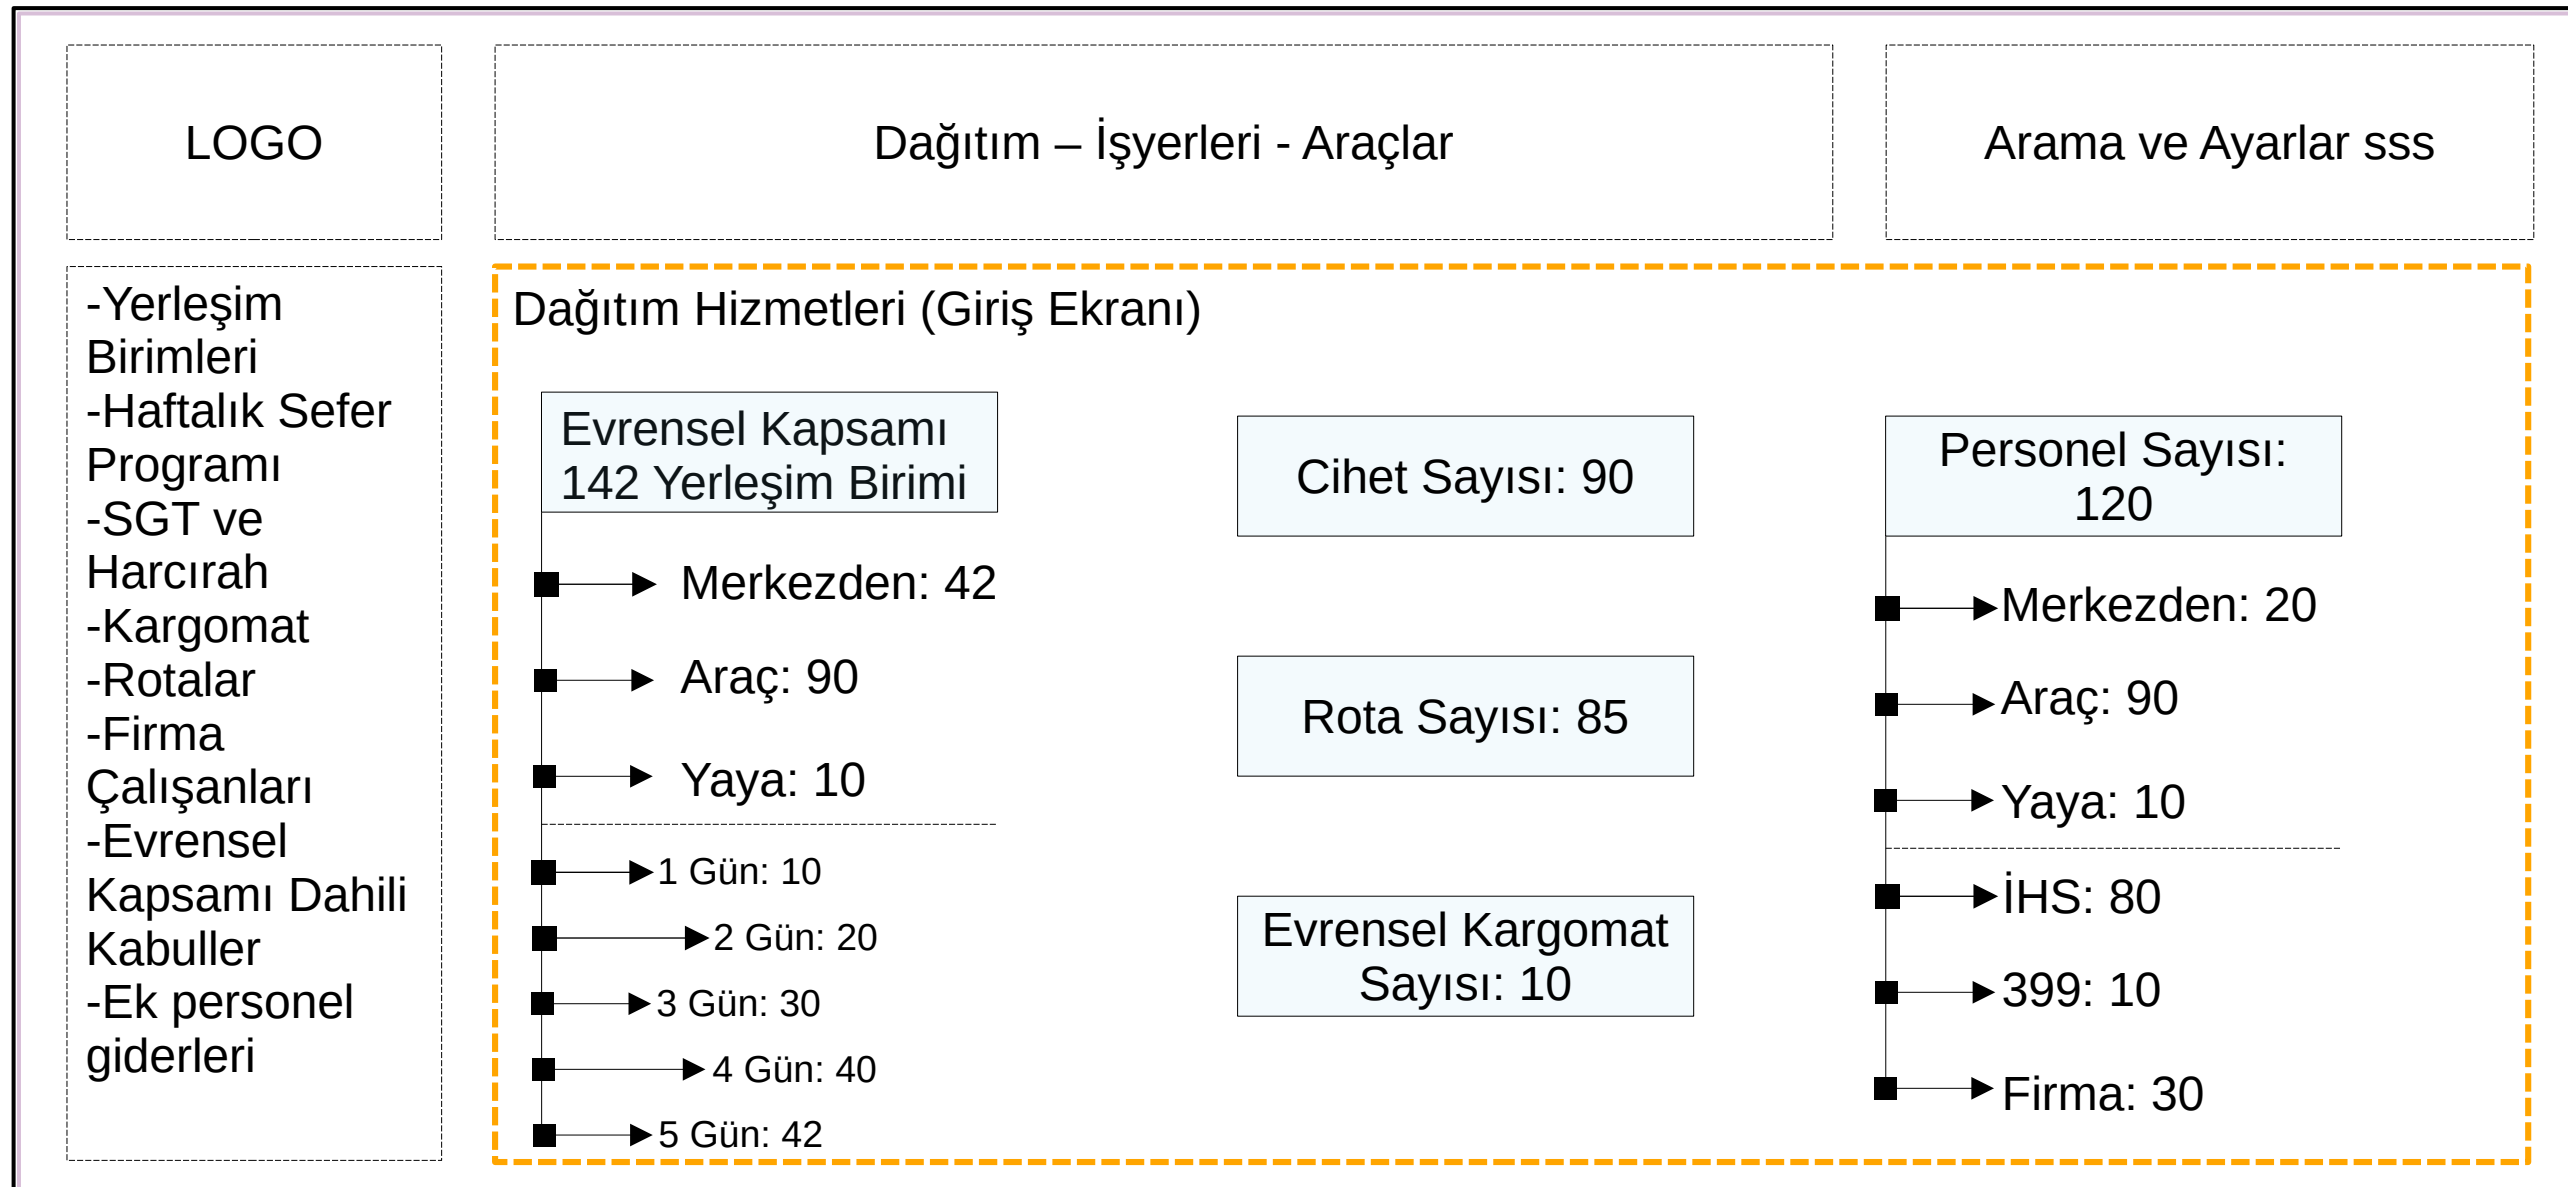 LOGO
Dağıtım – İşyerleri - Araçlar
Arama ve Ayarlar sss
-Yerleşim
Birimleri
-Haftalık Sefer
Programı
-SGT ve
Harcırah
-Kargomat
-Rotalar
-Firma
Çalışanları
-Evrensel
Kapsamı Dahili
Kabuller
-Ek personel
giderleri
Dağıtım Hizmetleri (Giriş Ekranı)
Evrensel Kapsamı
142 Yerleşim Birimi
Merkezden: 42
Araç: 90
Yaya: 10
1 Gün: 10
2 Gün: 20
3 Gün: 30
4 Gün: 40
5 Gün: 42
Cihet Sayısı: 90
Rota Sayısı: 85
Evrensel Kargomat
Sayısı: 10
Personel Sayısı:
120
Merkezden: 20
Araç: 90
Yaya: 10
İHS: 80
399: 10
Firma: 30